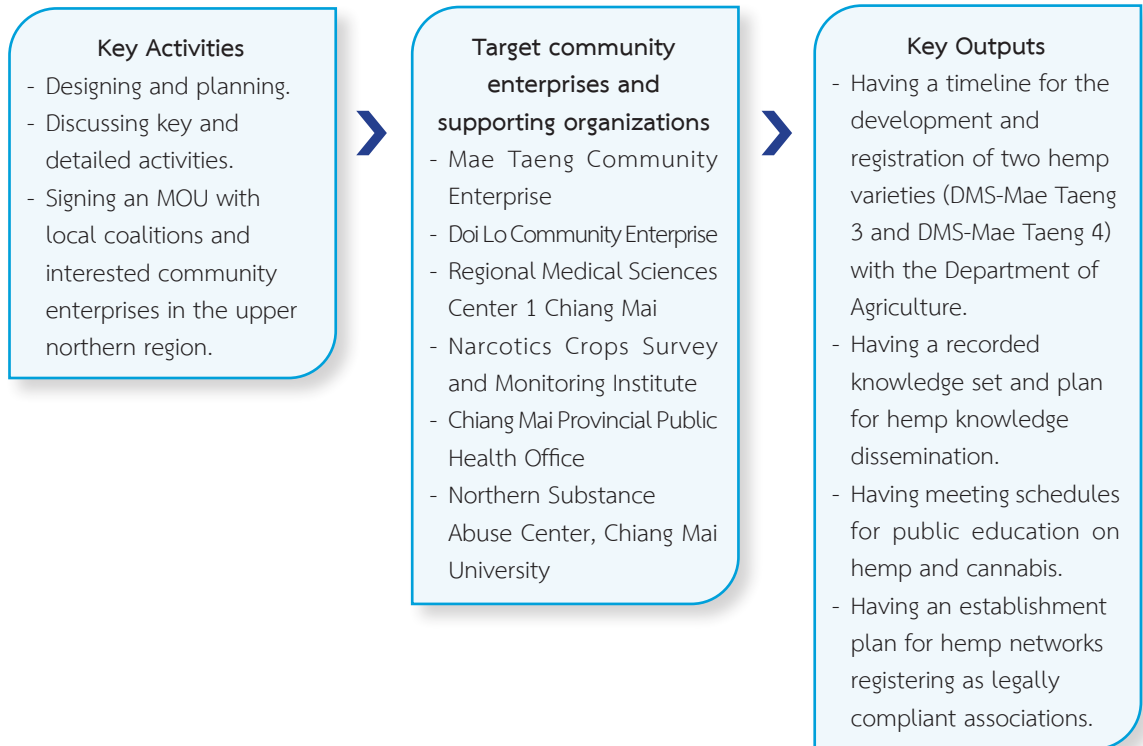 Key Activities
- Designing and planning.
- Discussing key and
detailed activities.
- Signing an MOU with
local coalitions and
interested community
enterprises in the upper
northern region.
Target community
enterprises and
supporting organizations
- Mae Taeng Community
Enterprise
- Doi Lo Community Enterprise
- Regional Medical Sciences
Center 1 Chiang Mai
- Narcotics Crops Survey
and Monitoring Institute
- Chiang Mai Provincial Public
Health Office
- Northern Substance
Abuse Center, Chiang Mai
University
Key Outputs
- Having a timeline for the
development and
registration of two hemp
varieties (DMS-Mae Taeng
3 and DMS-Mae Taeng 4)
with the Department of
Agriculture.
- Having a recorded
knowledge set and plan
for hemp knowledge
dissemination.
- Having meeting schedules
for public education on
hemp and cannabis.
- Having an establishment
plan for hemp networks
registering as legally
compliant associations.